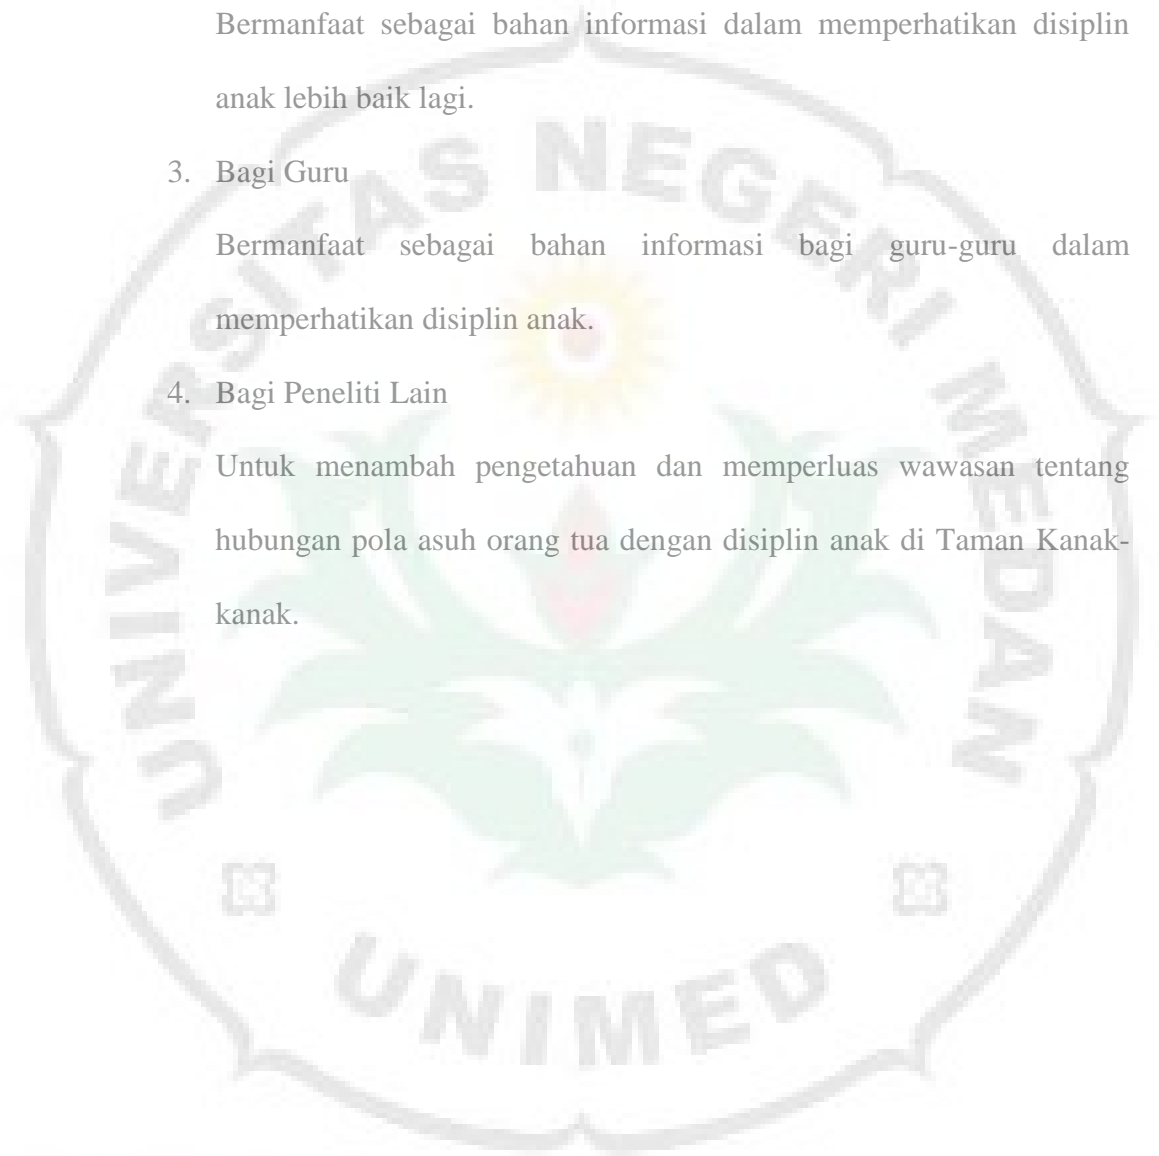 Bermanfaat sebagai bahan informasi dalam memperhatikan disiplin
anak lebih baik lagi.
3. Bagi Guru
Bermanfaat sebagai bahan informasi bagi guru-guru dalam
memperhatikan disiplin anak.
4. Bagi Peneliti Lain
Untuk menambah pengetahuan dan memperluas wawasan tentang
hubungan pola asuh orang tua dengan disiplin anak di Taman Kanak-
kanak.
UNIVERSITAS NEGERI MEDAN
UNIMED